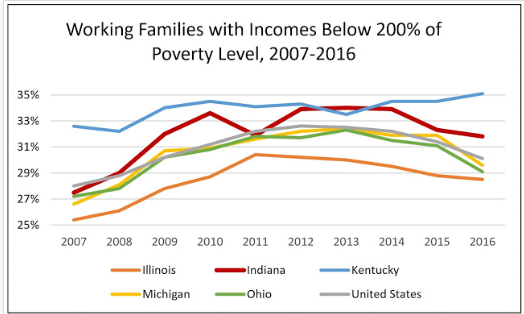 Working Families with Incomes Below 200% of
Poverty Level, 2007-2016
35%
33%
31%
29%
27%
25%
2007 2008 2009 2010 2011 2012 2013 2014 2015 2016
Illinois Indiana Kentucky
Michigan Ohio United States